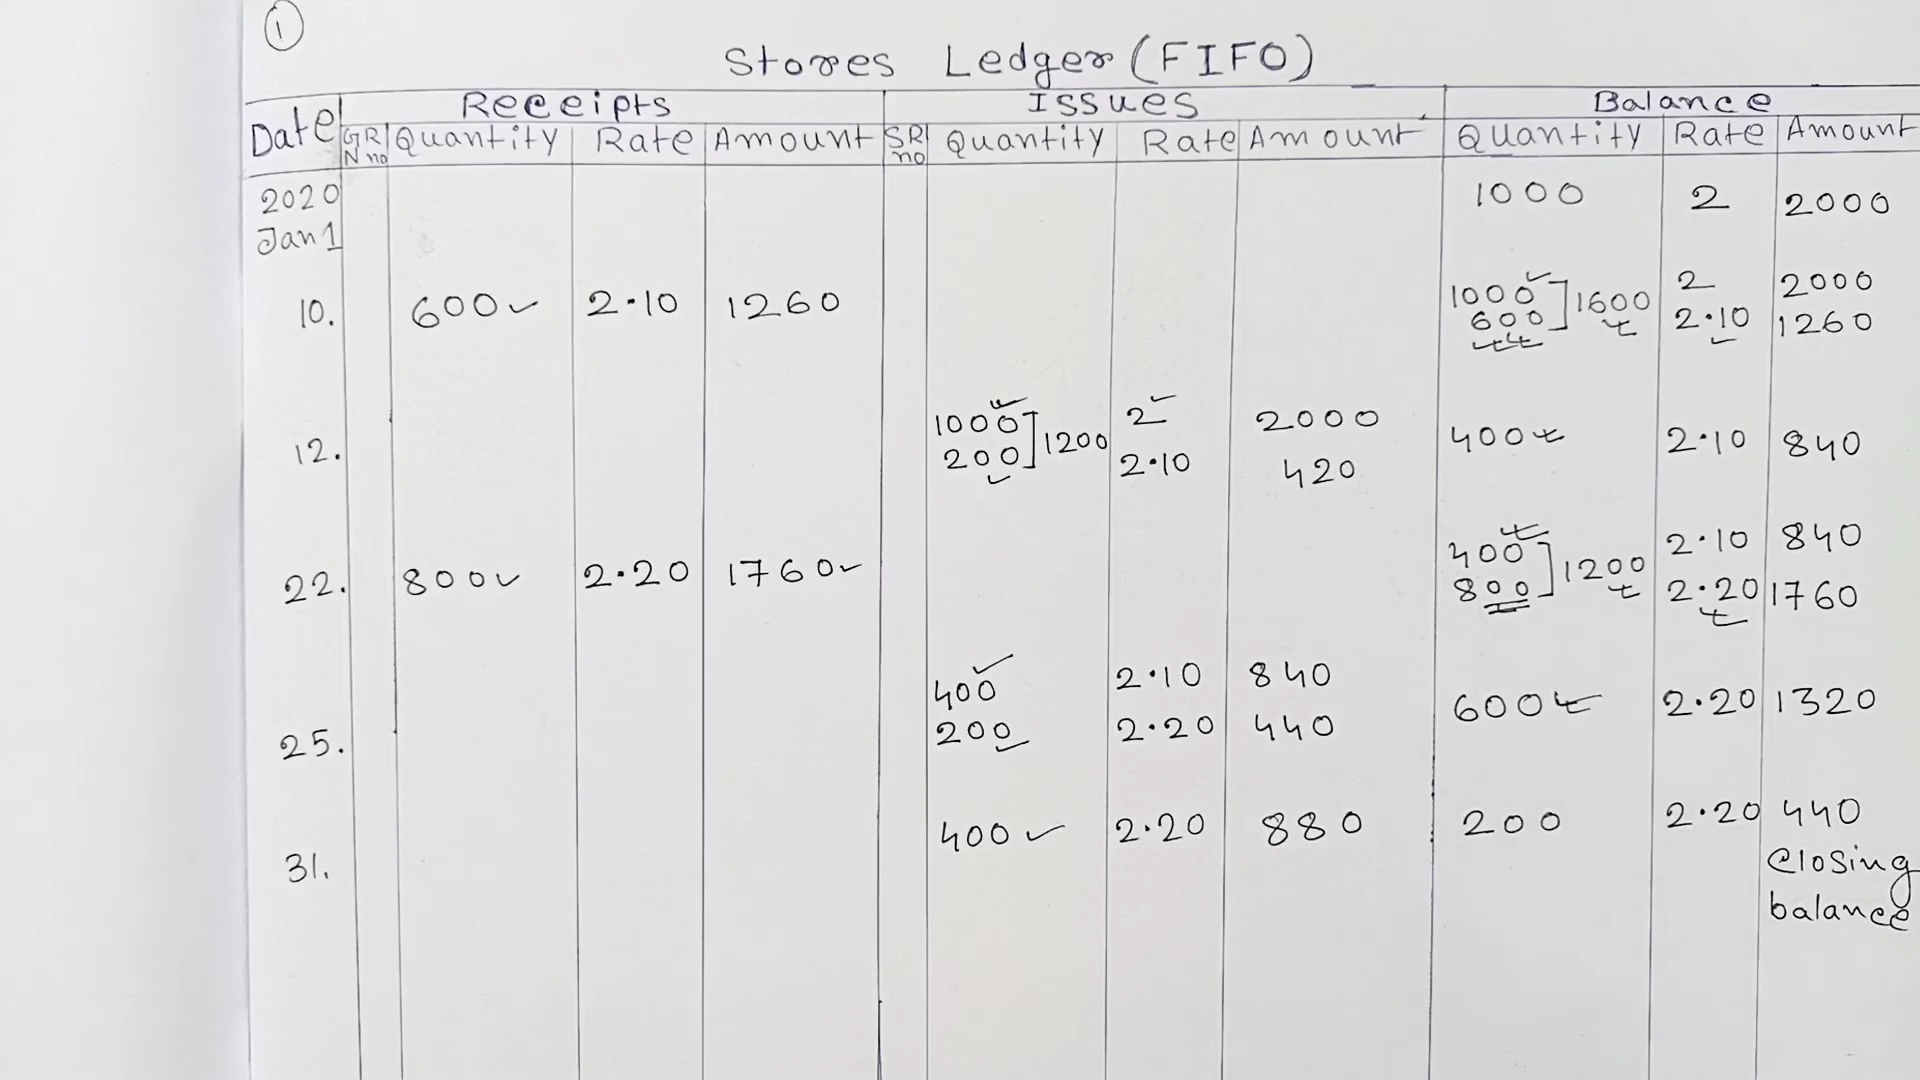 1
Stores Ledger (FIFO)
Receipts Issues Balance
Date GR N no Quantity Rate Amount SR no Quantity Rate Amount Quantity Rate Amount
2020 1000 2 2000
Jan 1
10. 600 2.10 1260 1000 ] 1600 2 2000
600 2.10 1260
12. 1000 ] 1200 2 2000 400 2.10 840
200 2.10 420
22. 800 2.20 1760 400 ] 1200 2.10 840
800 2.20 1760
400 2.10 840 600 2.20 1320
25. 200 2.20 440
31. 400 2.20 880 200 2.20 440
closing
balance